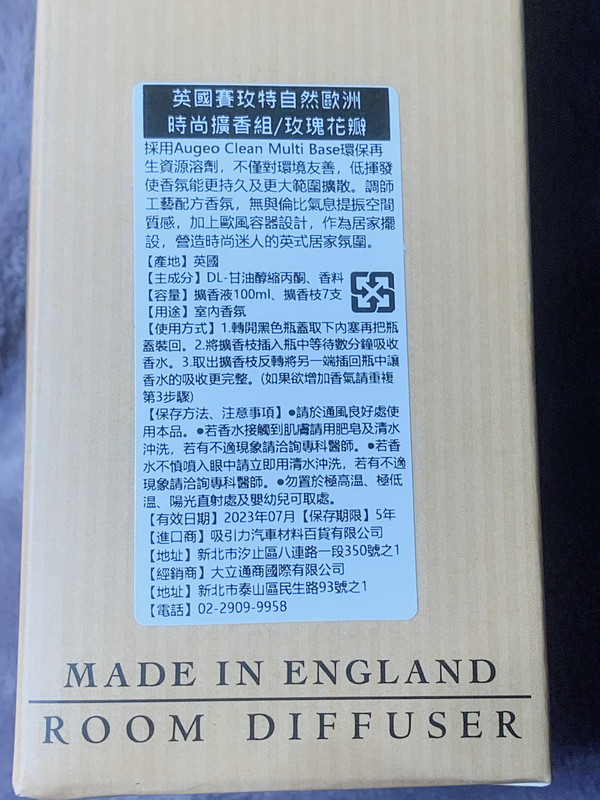 英國賽玫特自然歐洲
時尚擴香組/玫瑰花瓣
採用Augeo Clean Multi Base環保再
生資源溶劑，不僅對環境友善，低揮發
使香氛能更持久及更大範圍擴散。調師
工藝配方香氛，無與倫比氣息提振空間
質感，加上歐風容器設計，作為居家擺
設，營造時尚迷人的英式居家氛圍。
【產地】英國
【主成分】DL-甘油醇縮丙酮、香料
【容量】擴香液100ml、擴香枝7支
【用途】室內香氛
【使用方式】1.轉開黑色瓶蓋取下內塞再把瓶
蓋裝回。2.將擴香枝插入瓶中等待數分鐘吸收
香水。3.取出擴香枝反轉將另一端插回瓶中讓
香水的吸收更完整。(如果欲增加香氣請重複
第3步驟)
【保存方法、注意事項】●請於通風良好處使
用本品。●若香水接觸到肌膚請用肥皂及清水
沖洗，若有不適現象請洽詢專科醫師。●若香
水不慎噴入眼中請立即用清水沖洗，若有不適
現象請洽詢專科醫師。●勿置於極高溫、極低
溫、陽光直射處及嬰幼兒可取處。
【有效日期】2023年07月【保存期限】5年
【進口商】吸引力汽車材料百貨有限公司
【地址】新北市汐止區八連路一段350號之1
【經銷商】大立通商國際有限公司
【地址】新北市泰山區民生路93號之1
【電話】02-2909-9958
MADE IN ENGLAND
ROOM DIFFUSER